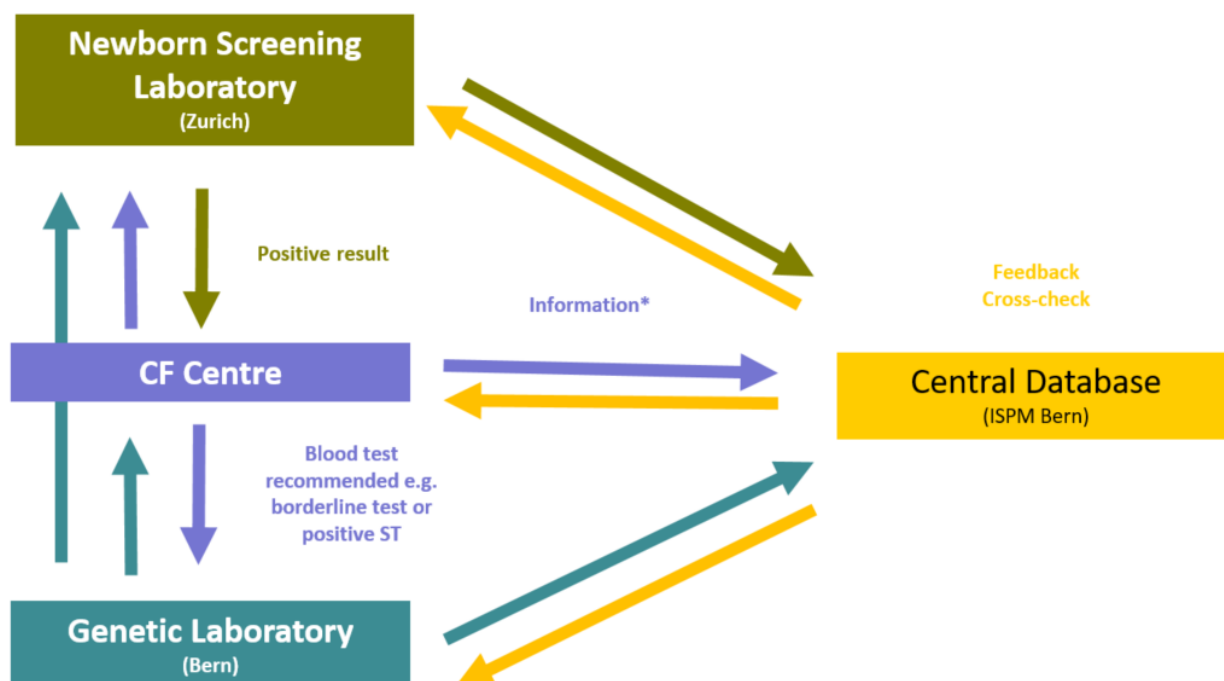 Newborn Screening
Laboratory
(Zurich)
Positive result
Feedback
Cross-check
Information*
CF Centre
Central Database
(ISPM Bern)
Blood test
recommended e.g.
borderline test or
positive ST
Genetic Laboratory
(Bern)